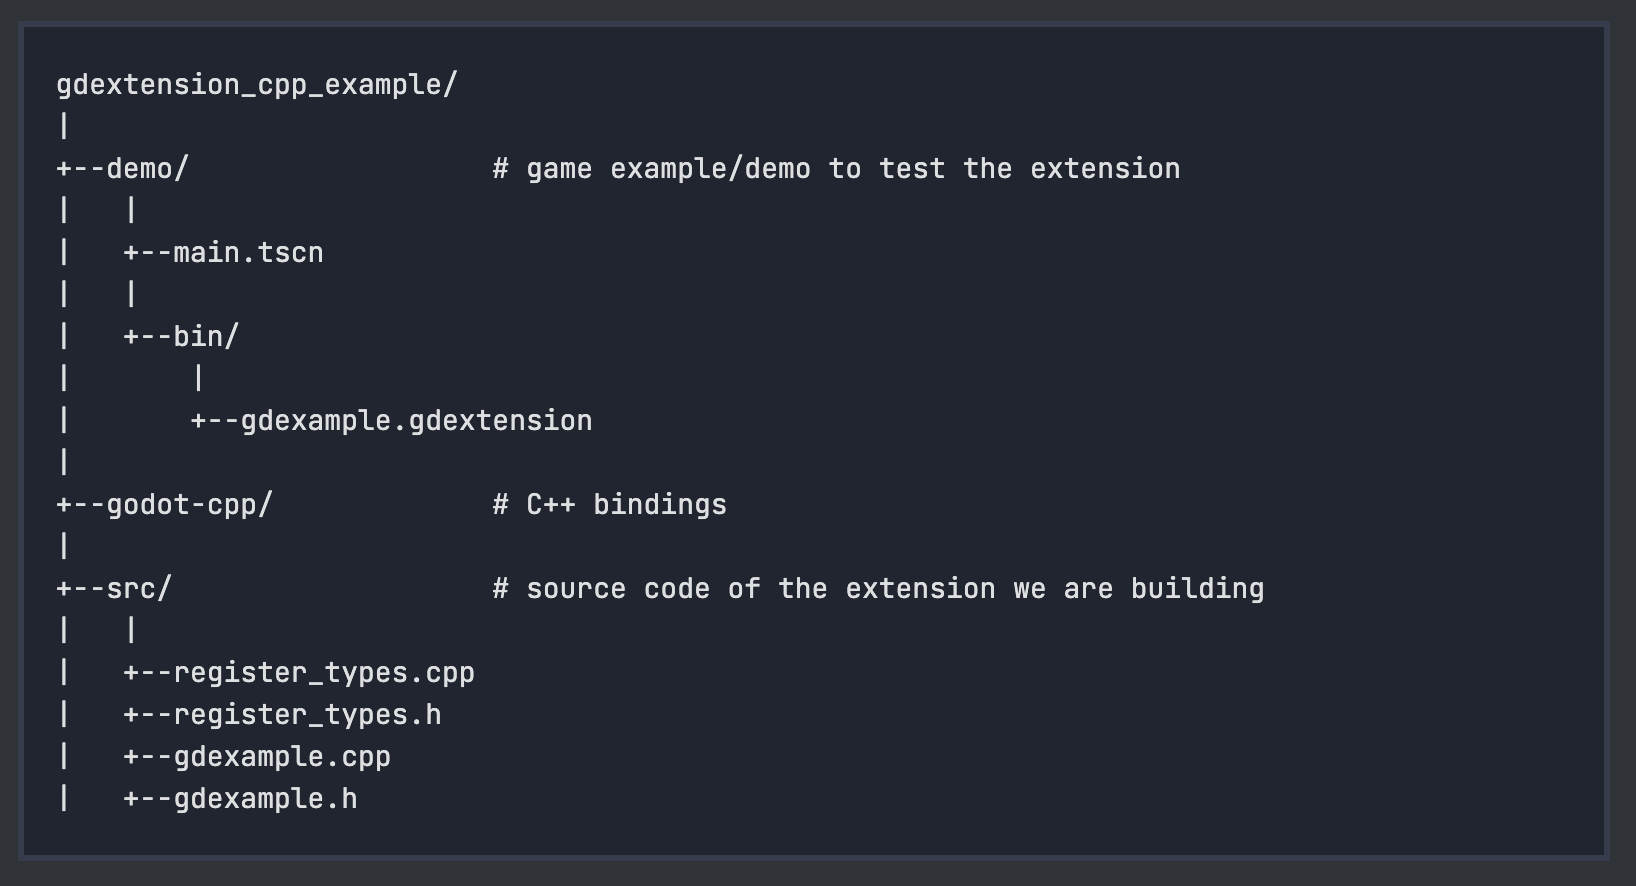 gdextension_cpp_example/
|
+--demo/                  # game example/demo to test the extension
|   |
|   +--main.tscn
|   |
|   +--bin/
|       |
|       +--gdexample.gdextension
|
+--godot-cpp/             # C++ bindings
|
+--src/                   # source code of the extension we are building
|   |
|   +--register_types.cpp
|   +--register_types.h
|   +--gdexample.cpp
|   +--gdexample.h